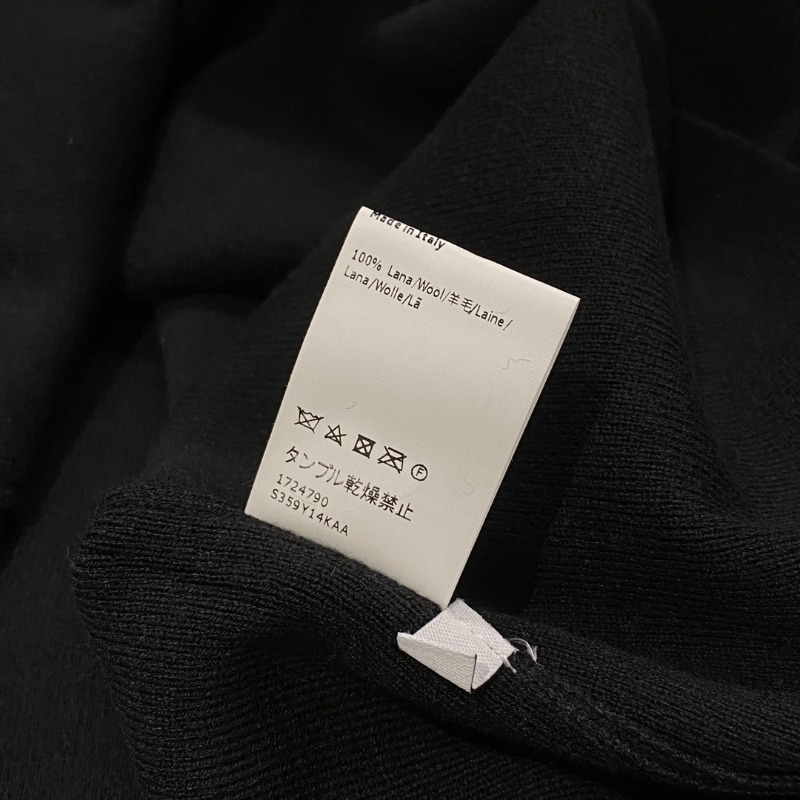 Made in Italy
100% Lana/Wool/羊毛/Laine/
Lana/Wolle/Lã
F
タンブル乾燥禁止
1724790
S359Y14KAA